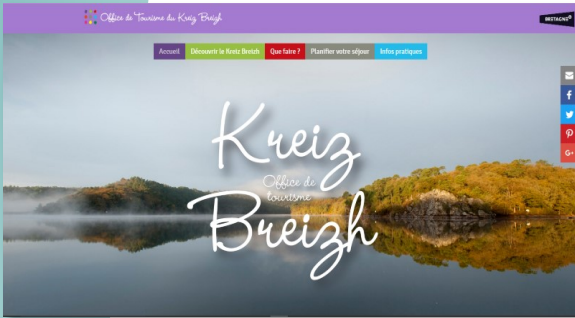 Office de Tourisme du Kreiz Breizh
BRETAGNE
Accueil Découvrir le Kreiz Breizh Que faire ? Planifier votre séjour Infos pratiques
Kreiz
Office de
tourisme
Breizh